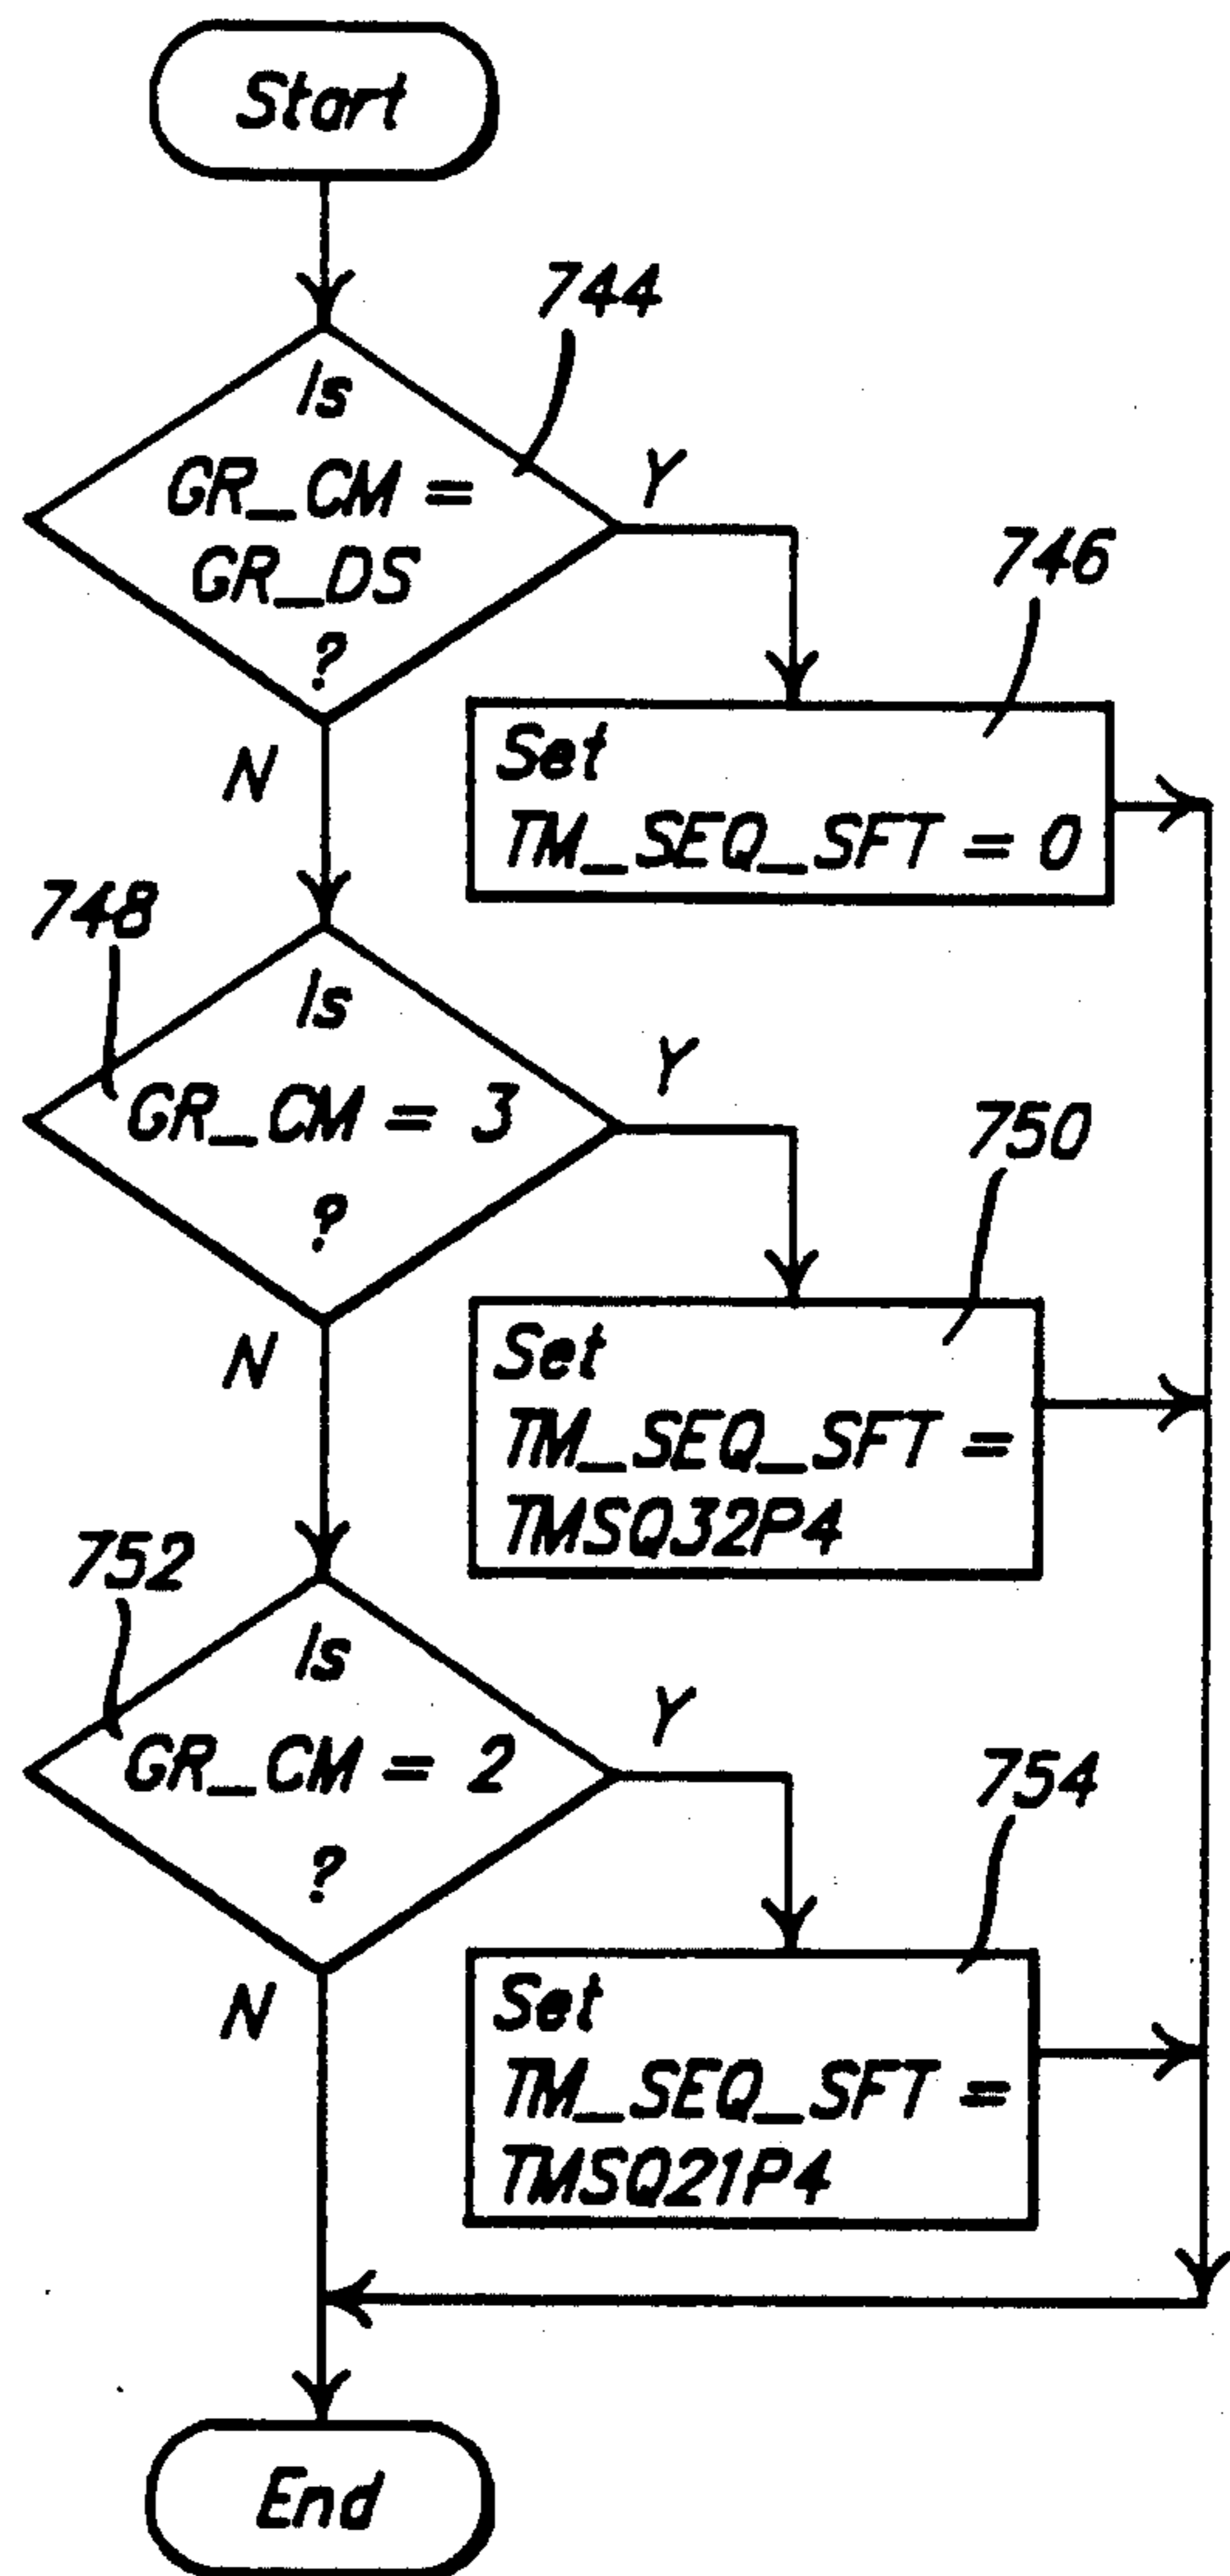 Start
744
Is
GR_CM =
GR_DS
?
Y
N
746
Set
TM_SEQ_SFT = 0
748
Is
GR_CM = 3
?
Y
N
750
Set
TM_SEQ_SFT =
TMSQ32P4
752
Is
GR_CM = 2
?
Y
N
754
Set
TM_SEQ_SFT =
TMSQ21P4
End